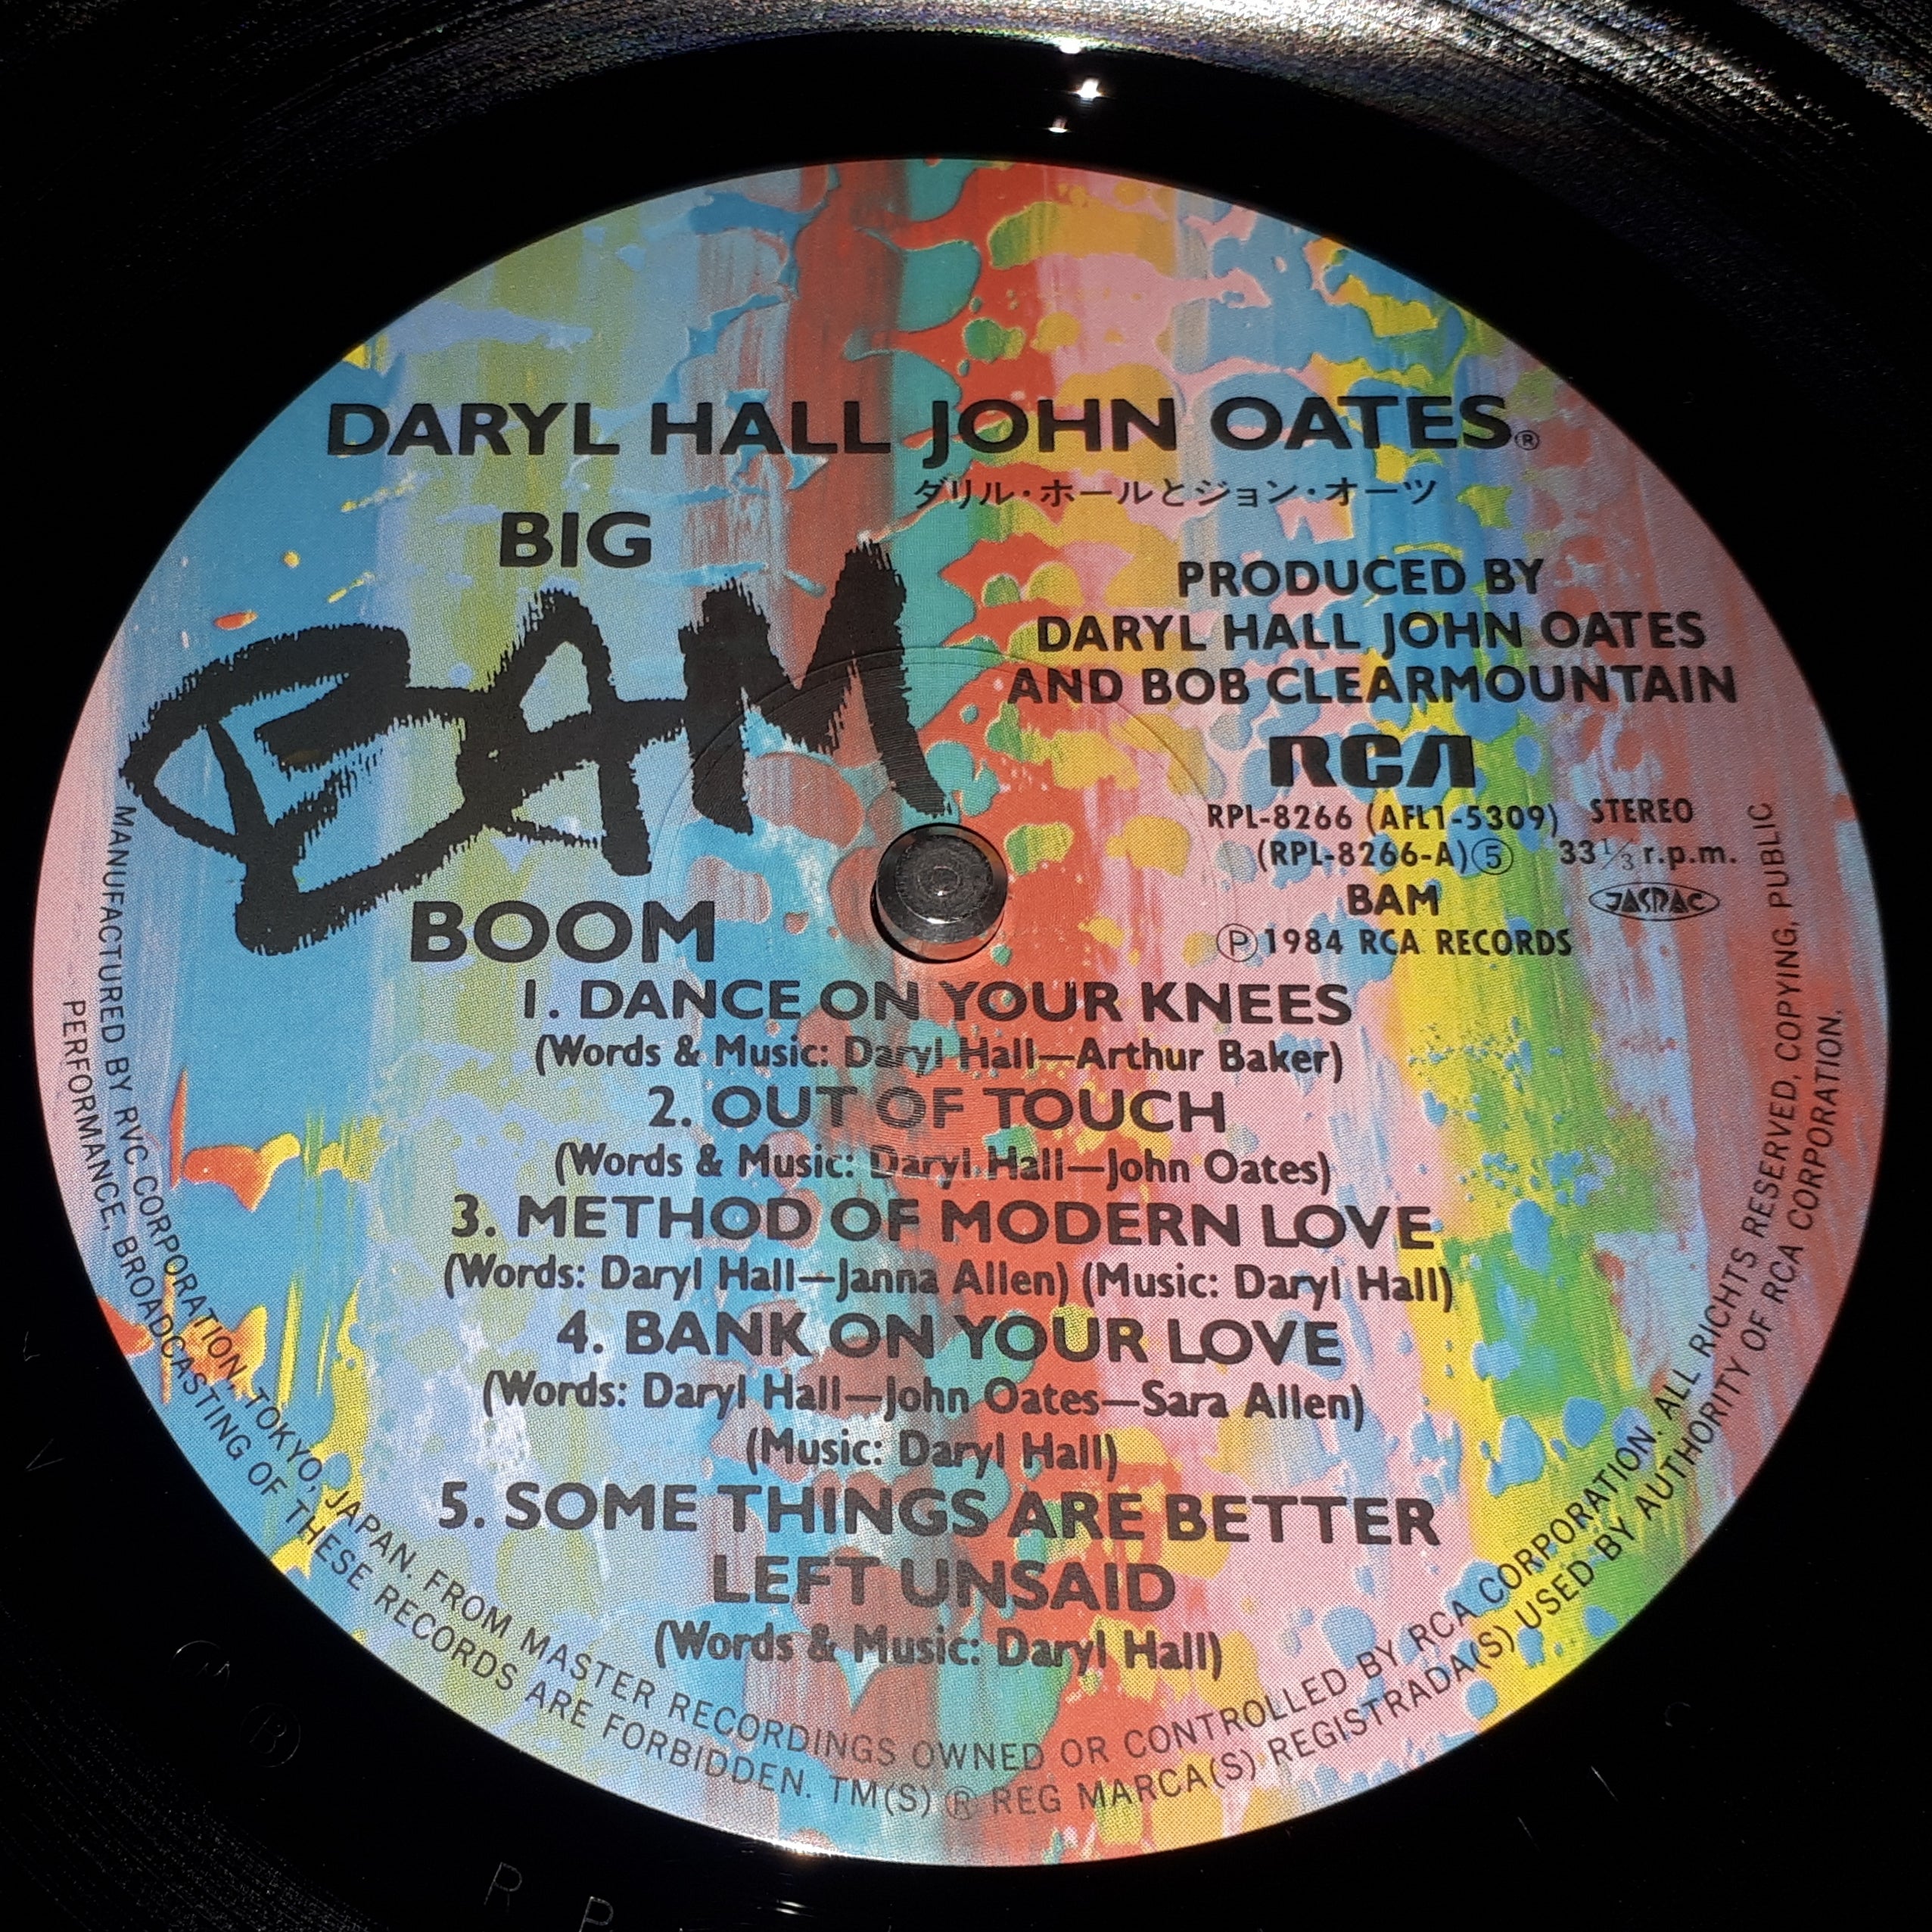 DARYL HALL JOHN OATES®
ダリル・ホールとジョン・オーツ
BIG
BAM
BOOM
PRODUCED BY
DARYL HALL JOHN OATES
AND BOB CLEARMOUNTAIN
RCA
RPL-8266 (AFL1-5309) STEREO
(RPL-8266-A)⑤ 33⅓ r.p.m.
BAM JASRAC
Ⓟ1984 RCA RECORDS
1. DANCE ON YOUR KNEES
(Words & Music: Daryl Hall—Arthur Baker)
2. OUT OF TOUCH
(Words & Music: Daryl Hall—John Oates)
3. METHOD OF MODERN LOVE
(Words: Daryl Hall—Janna Allen) (Music: Daryl Hall)
4. BANK ON YOUR LOVE
(Words: Daryl Hall—John Oates—Sara Allen)
(Music: Daryl Hall)
5. SOME THINGS ARE BETTER
LEFT UNSAID
(Words & Music: Daryl Hall)
MANUFACTURED BY RVC CORPORATION, TOKYO, JAPAN. FROM MASTER RECORDINGS OWNED OR CONTROLLED BY RCA CORPORATION. ALL RIGHTS RESERVED, COPYING, PUBLIC
PERFORMANCE, BROADCASTING OF THESE RECORDS ARE FORBIDDEN. TM(S) ® REG MARCA(S) REGISTRADA(S) USED BY AUTHORITY OF RCA CORPORATION.
R P